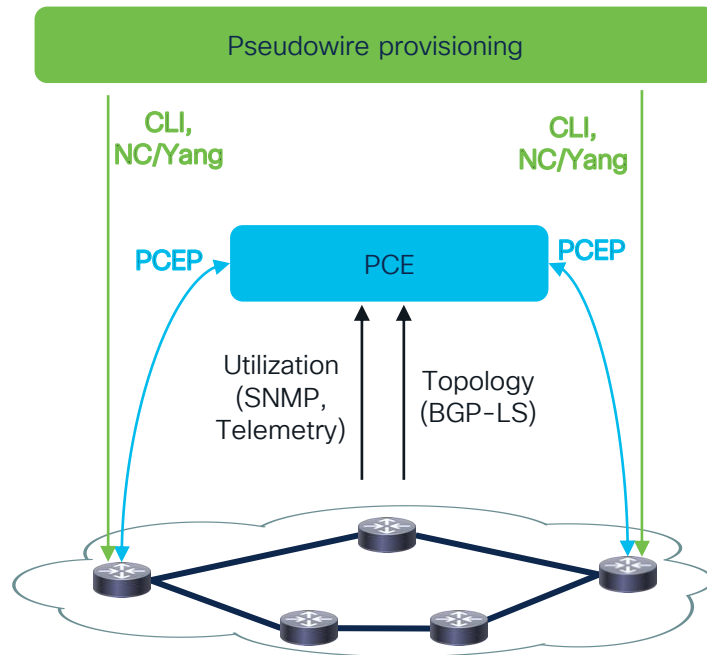 Pseudowire provisioning
CLI,
NC/Yang
CLI,
NC/Yang
PCEP
PCE
PCEP
Utilization
(SNMP,
Telemetry)
Topology
(BGP-LS)